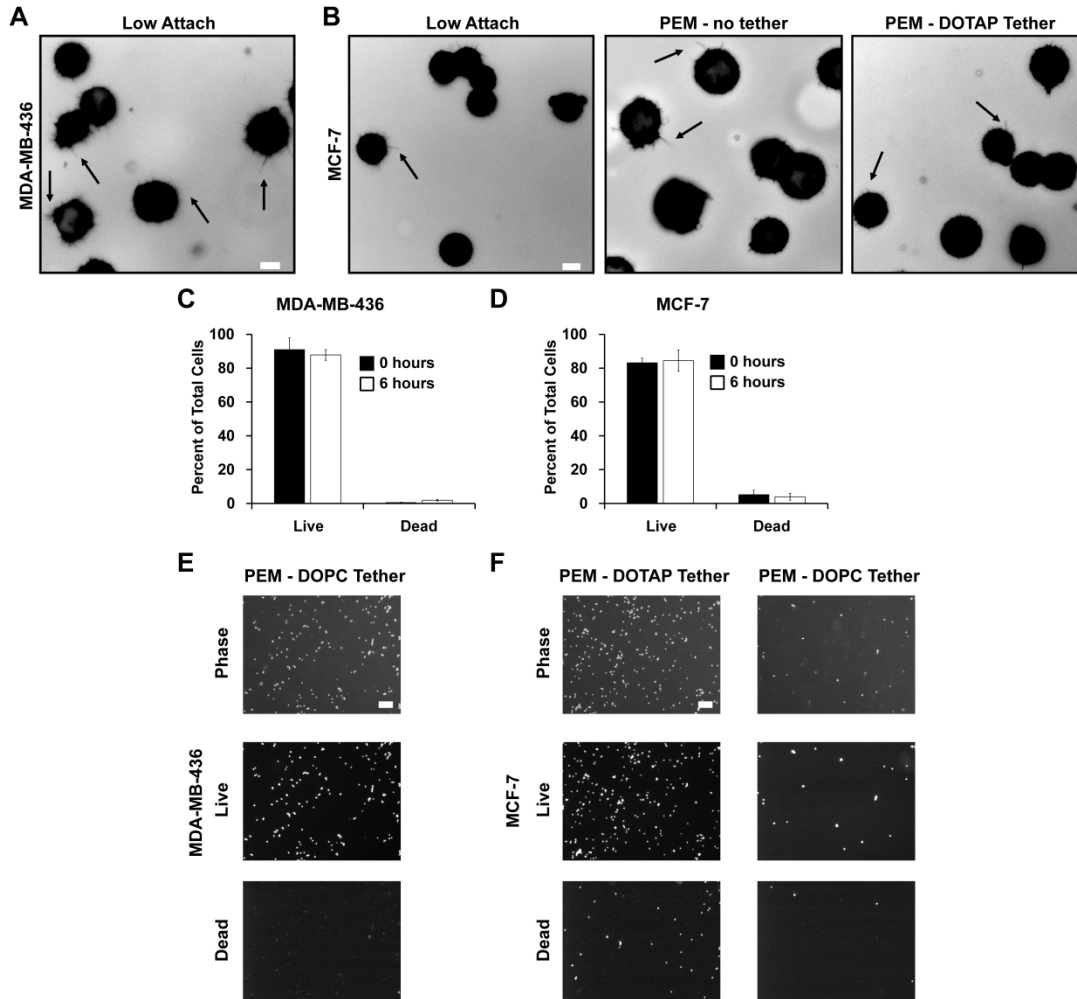 A
Low Attach
MDA-MB-436
B
Low Attach
PEM - no tether
PEM - DOTAP Tether
MCF-7
C
MDA-MB-436
Percent of Total Cells
100
80
60
40
20
0
0 hours
6 hours
Live
Dead
D
MCF-7
Percent of Total Cells
100
80
60
40
20
0
0 hours
6 hours
Live
Dead
E
PEM - DOPC Tether
MDA-MB-436
Phase
Live
Dead
F
PEM - DOTAP Tether
PEM - DOPC Tether
MCF-7
Phase
Live
Dead